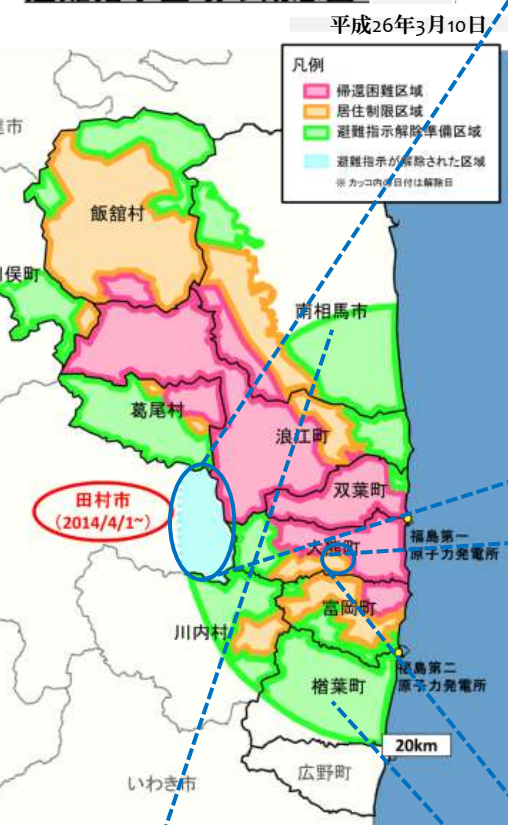 平成26年3月10日
凡例
帰還困難区域
居住制限区域
避難指示解除準備区域
避難指示が解除された区域
※ カッコ内の日付は解除日
飯舘村
俣町
南相馬市
葛尾村
浪江町
双葉町
田村市
(2014/4/1~)
大熊町
福島第一
原子力発電所
富岡町
川内村
福島第二
原子力発電所
楢葉町
20km
広野町
いわき市